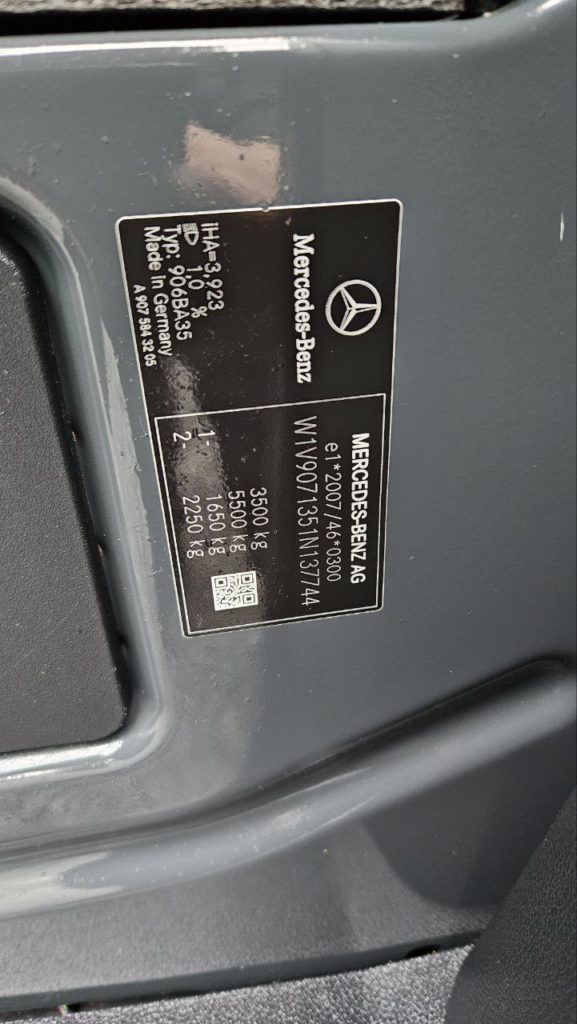 Mercedes-Benz
iHA=3,923
1,0 %
Typ: 906BA35
Made in Germany
A 907 584 32 05
MERCEDES-BENZ AG
e1*2007/46*0300
W1V9071351N137744
3500 kg
5500 kg
1- 1650 kg
2- 2250 kg